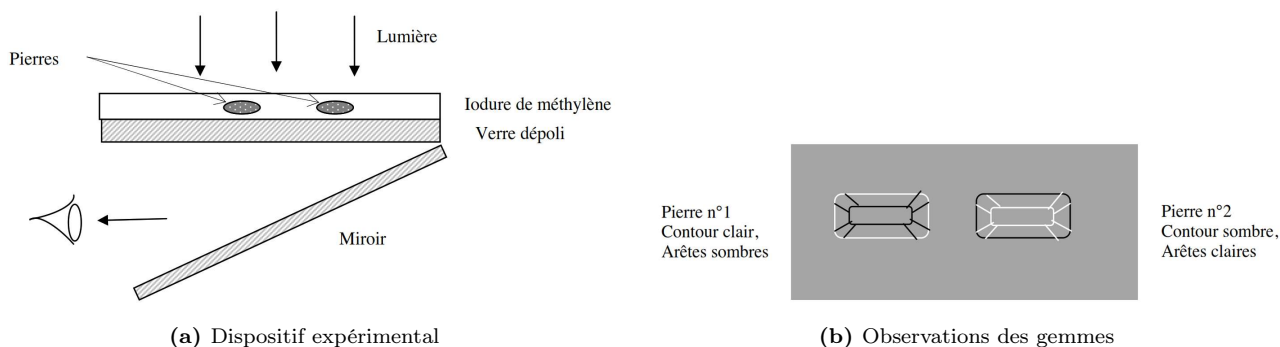 Lumière
Pierres
Iodure de méthylène
Verre dépoli
Miroir
(a) Dispositif expérimental
Pierre n°1
Contour clair,
Arêtes sombres
Pierre n°2
Contour sombre,
Arêtes claires
(b) Observations des gemmes